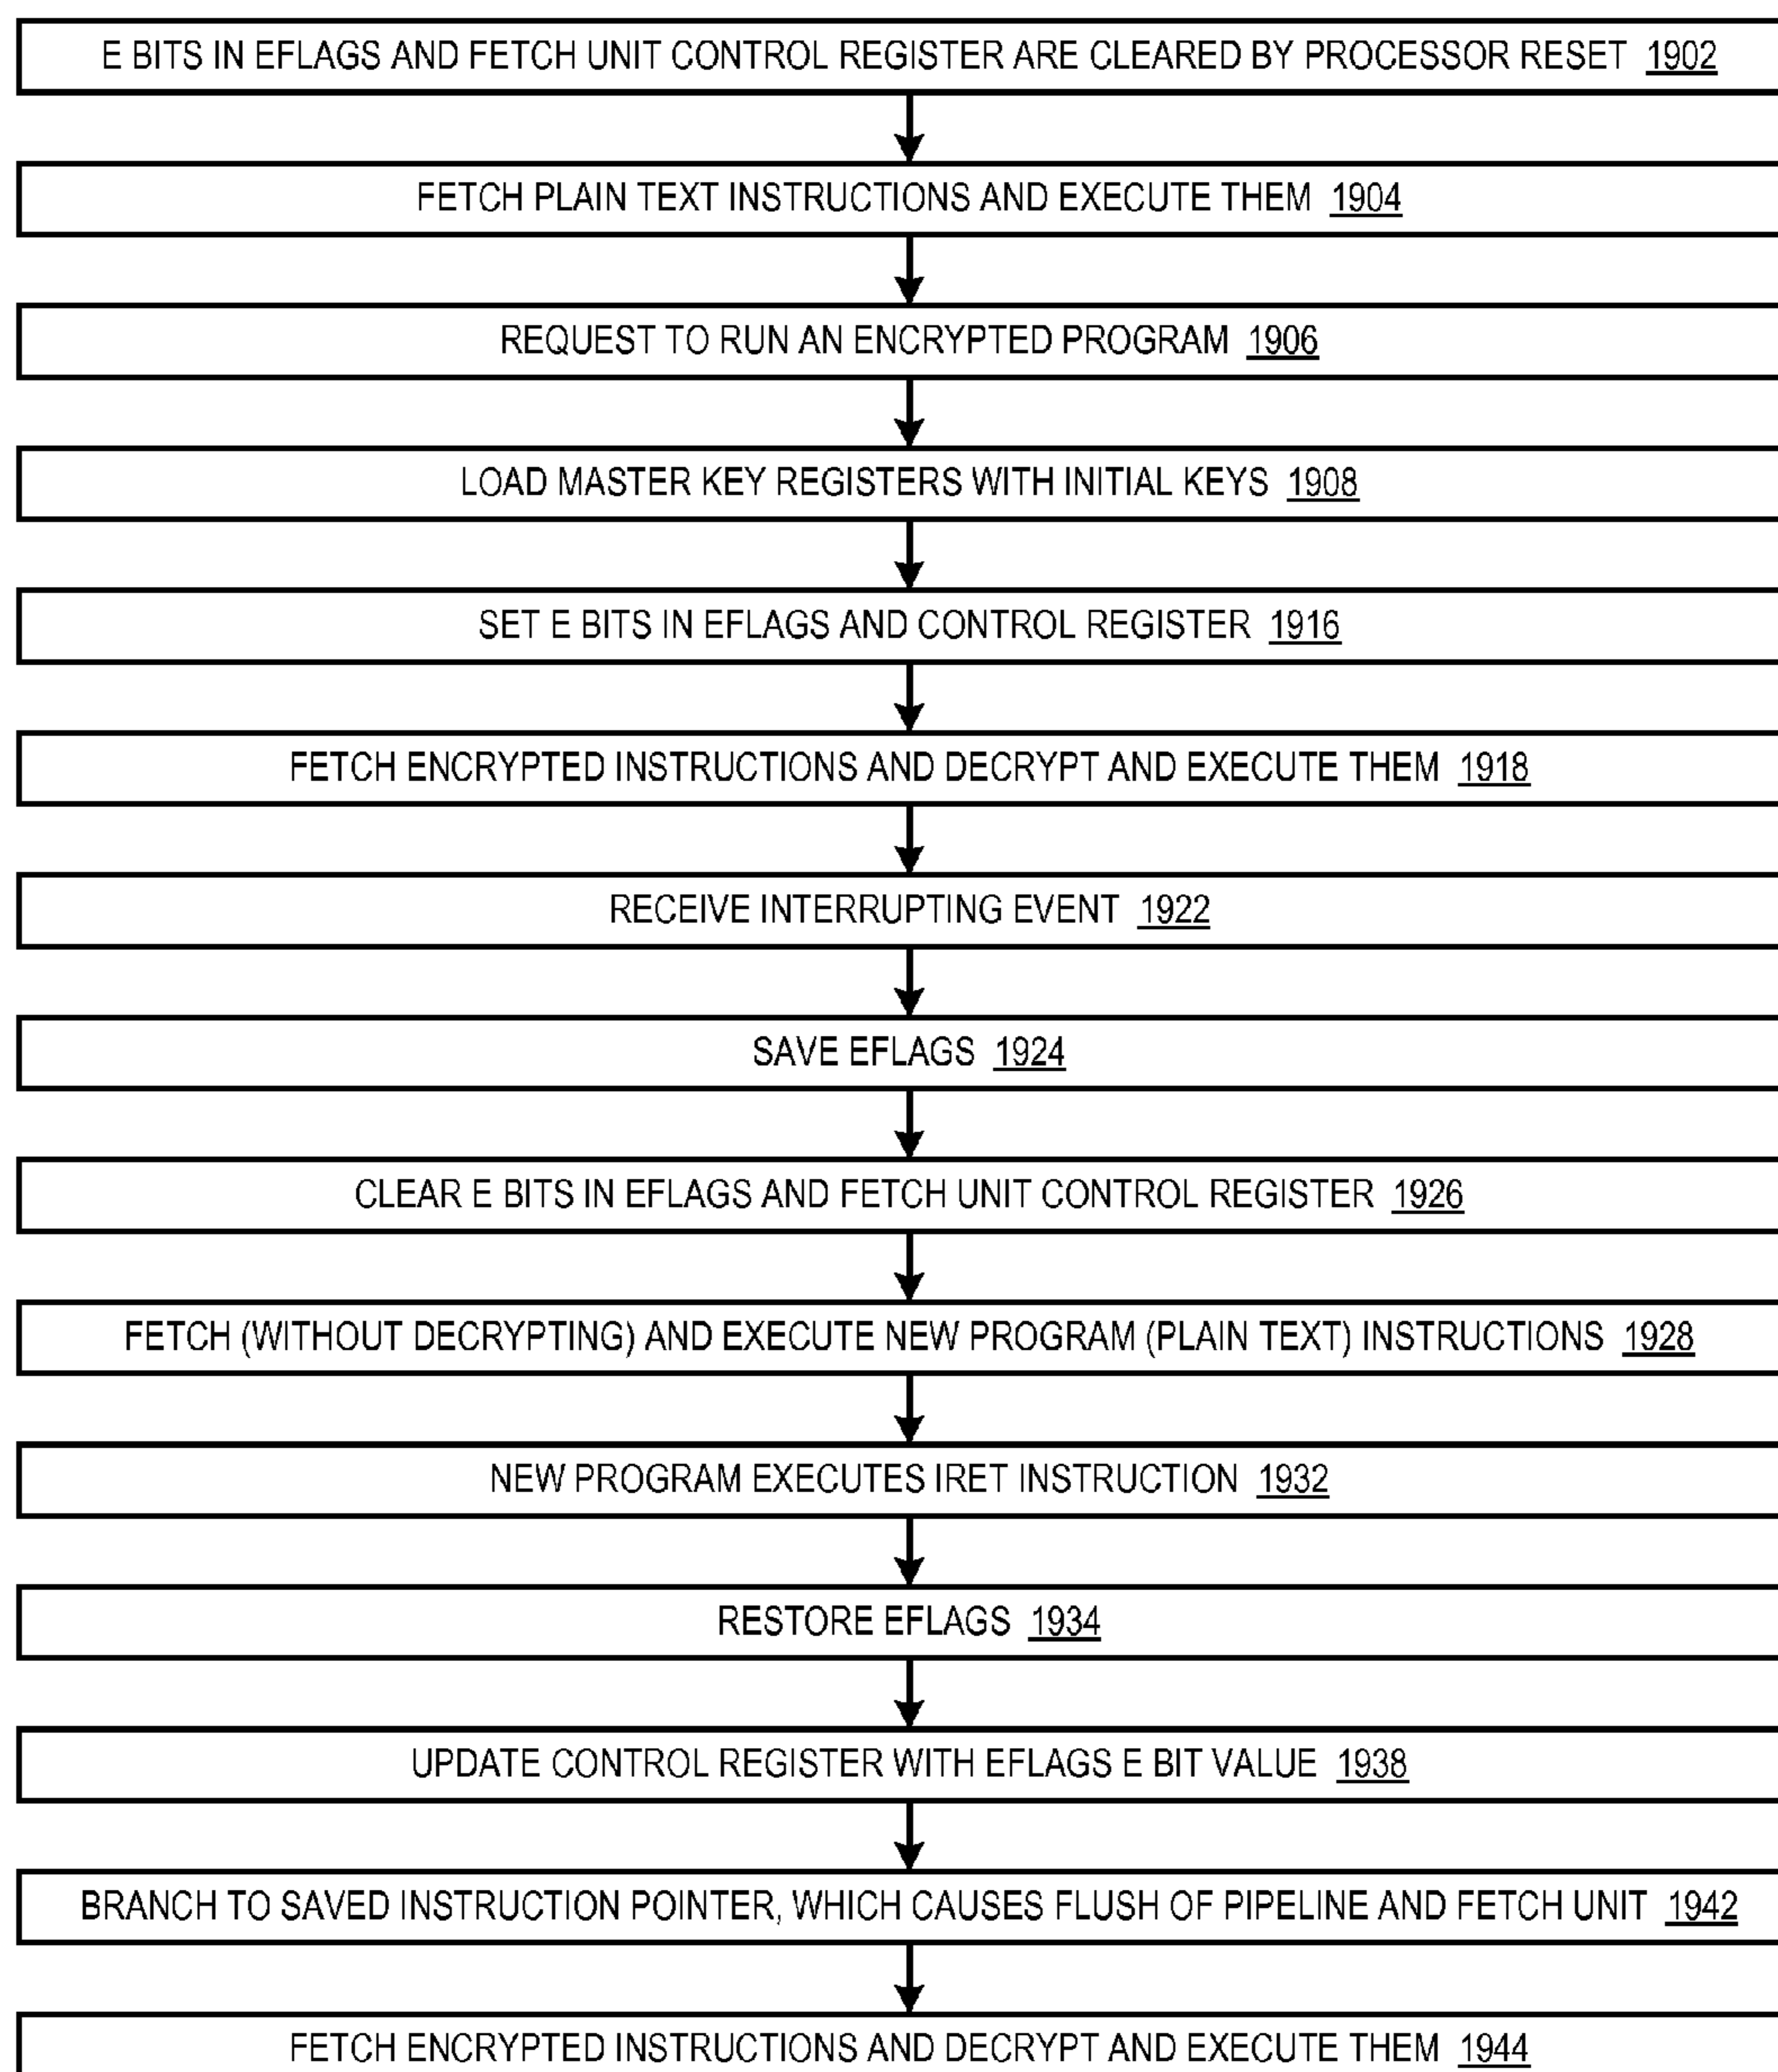 E BITS IN EFLAGS AND FETCH UNIT CONTROL REGISTER ARE CLEARED BY PROCESSOR RESET 1902
FETCH PLAIN TEXT INSTRUCTIONS AND EXECUTE THEM 1904
REQUEST TO RUN AN ENCRYPTED PROGRAM 1906
LOAD MASTER KEY REGISTERS WITH INITIAL KEYS 1908
SET E BITS IN EFLAGS AND CONTROL REGISTER 1916
FETCH ENCRYPTED INSTRUCTIONS AND DECRYPT AND EXECUTE THEM 1918
RECEIVE INTERRUPTING EVENT 1922
SAVE EFLAGS 1924
CLEAR E BITS IN EFLAGS AND FETCH UNIT CONTROL REGISTER 1926
FETCH (WITHOUT DECRYPTING) AND EXECUTE NEW PROGRAM (PLAIN TEXT) INSTRUCTIONS 1928
NEW PROGRAM EXECUTES IRET INSTRUCTION 1932
RESTORE EFLAGS 1934
UPDATE CONTROL REGISTER WITH EFLAGS E BIT VALUE 1938
BRANCH TO SAVED INSTRUCTION POINTER, WHICH CAUSES FLUSH OF PIPELINE AND FETCH UNIT 1942
FETCH ENCRYPTED INSTRUCTIONS AND DECRYPT AND EXECUTE THEM 1944